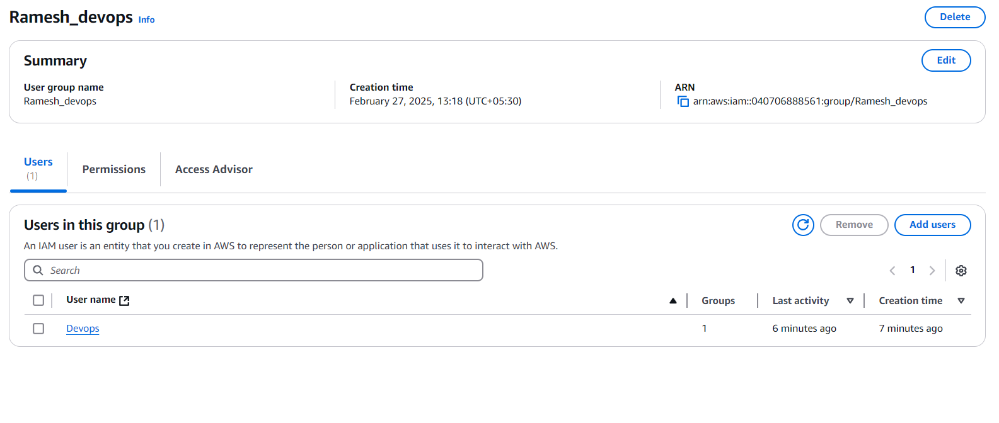 Ramesh_devops Info
Delete
Summary
Edit
User group name
Ramesh_devops
Creation time
February 27, 2025, 13:18 (UTC+05:30)
ARN
arn:aws:iam::040706888561:group/Ramesh_devops
Users
(1)
Permissions
Access Advisor
Users in this group (1)
Remove
Add users
An IAM user is an entity that you create in AWS to represent the person or application that uses it to interact with AWS.
Search
1
User name
Groups
Last activity
Creation time
Devops
1
6 minutes ago
7 minutes ago